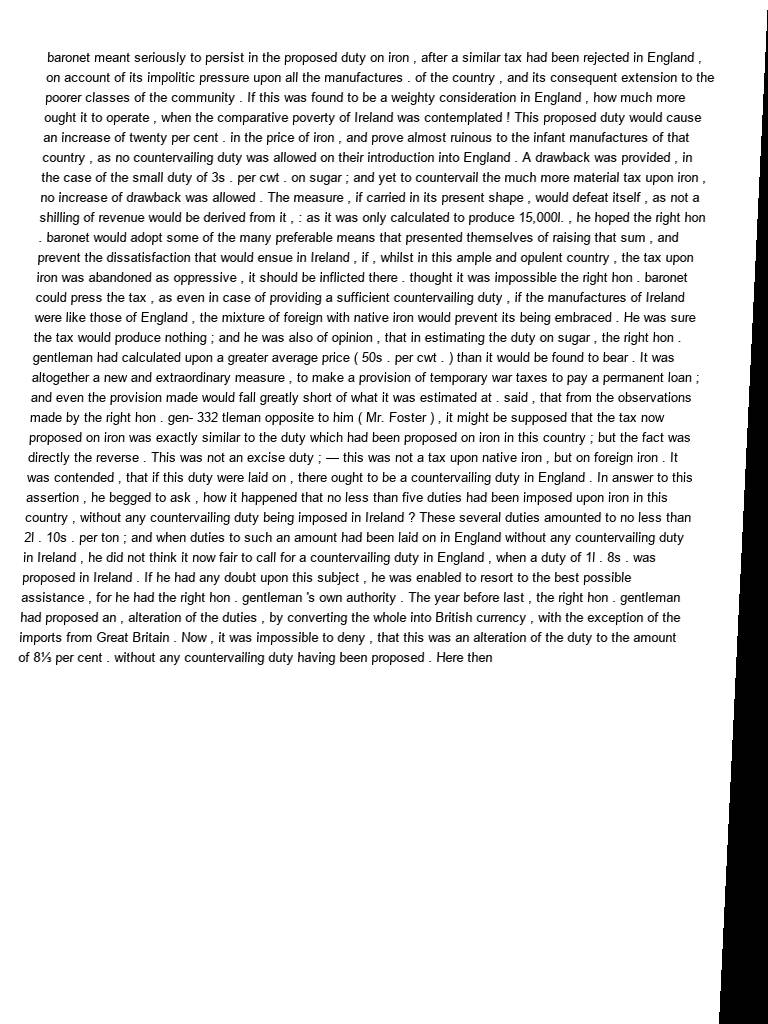 baronet meant seriously to persist in the proposed duty on iron , after a similar tax had been rejected in England ,
on account of its impolitic pressure upon all the manufactures . of the country , and its consequent extension to the
poorer classes of the community . If this was found to be a weighty consideration in England , how much more
ought it to operate , when the comparative poverty of Ireland was contemplated ! This proposed duty would cause
an increase of twenty per cent . in the price of iron , and prove almost ruinous to the infant manufactures of that
country , as no countervailing duty was allowed on their introduction into England . A drawback was provided , in
the case of the small duty of 3s . per cwt . on sugar ; and yet to countervail the much more material tax upon iron ,
no increase of drawback was allowed . The measure , if carried in its present shape , would defeat itself , as not a
shilling of revenue would be derived from it , : as it was only calculated to produce 15,000l. , he hoped the right hon
. baronet would adopt some of the many preferable means that presented themselves of raising that sum , and
prevent the dissatisfaction that would ensue in Ireland , if , whilst in this ample and opulent country , the tax upon
iron was abandoned as oppressive , it should be inflicted there . thought it was impossible the right hon . baronet
could press the tax , as even in case of providing a sufficient countervailing duty , if the manufactures of Ireland
were like those of England , the mixture of foreign with native iron would prevent its being embraced . He was sure
the tax would produce nothing ; and he was also of opinion , that in estimating the duty on sugar , the right hon .
gentleman had calculated upon a greater average price ( 50s . per cwt . ) than it would be found to bear . It was
altogether a new and extraordinary measure , to make a provision of temporary war taxes to pay a permanent loan ;
and even the provision made would fall greatly short of what it was estimated at . said , that from the observations
made by the right hon . gen- 332 tleman opposite to him ( Mr. Foster ) , it might be supposed that the tax now
proposed on iron was exactly similar to the duty which had been proposed on iron in this country ; but the fact was
directly the reverse . This was not an excise duty ; — this was not a tax upon native iron , but on foreign iron . It
was contended , that if this duty were laid on , there ought to be a countervailing duty in England . In answer to this
assertion , he begged to ask , how it happened that no less than five duties had been imposed upon iron in this
country , without any countervailing duty being imposed in Ireland ? These several duties amounted to no less than
2l . 10s . per ton ; and when duties to such an amount had been laid on in England without any countervailing duty
in Ireland , he did not think it now fair to call for a countervailing duty in England , when a duty of 1l . 8s . was
proposed in Ireland . If he had any doubt upon this subject , he was enabled to resort to the best possible
assistance , for he had the right hon . gentleman 's own authority . The year before last , the right hon . gentleman
had proposed an , alteration of the duties , by converting the whole into British currency , with the exception of the
imports from Great Britain . Now , it was impossible to deny , that this was an alteration of the duty to the amount
of 8⅓ per cent . without any countervailing duty having been proposed . Here then